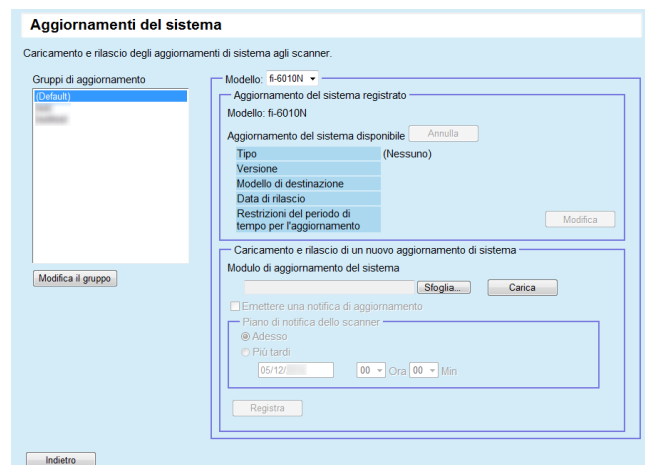 Aggiornamenti del sistema
Caricamento e rilascio degli aggiornamenti di sistema agli scanner.
Gruppi di aggiornamento
(Default)
Modifica il gruppo
Modello: fi-6010N
Aggiornamento del sistema registrato
Modello: fi-6010N
Aggiornamento del sistema disponibile Annulla
Tipo (Nessuno)
Versione
Modello di destinazione
Data di rilascio
Restrizioni del periodo di
tempo per l'aggiornamento
Modifica
Caricamento e rilascio di un nuovo aggiornamento di sistema
Modulo di aggiornamento del sistema
Sfoglia... Carica
Emettere una notifica di aggiornamento
Piano di notifica dello scanner
Adesso
Più tardi
05/12/ 00 Ora 00 Min
Registra
Indietro